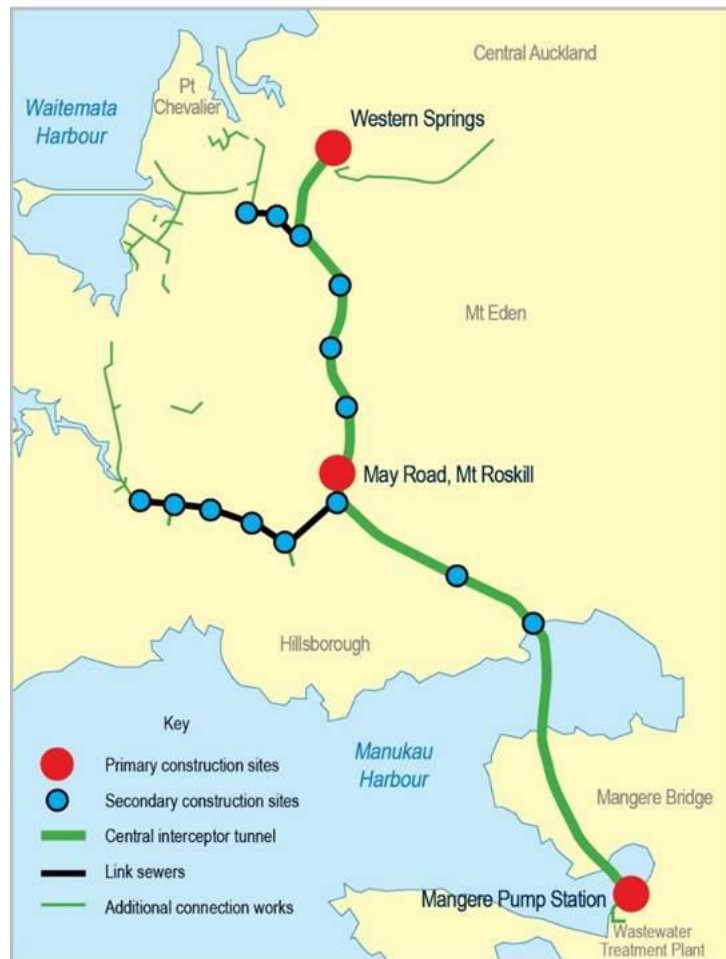 Central Auckland
Pt
Chevalier
Waitemata
Harbour
Western Springs
Mt Eden
May Road, Mt Roskill
Hillsborough
Manukau
Harbour
Mangere Bridge
Mangere Pump Station
Wastewater
Treatment Plant
Key
Primary construction sites
Secondary construction sites
Central interceptor tunnel
Link sewers
Additional connection works